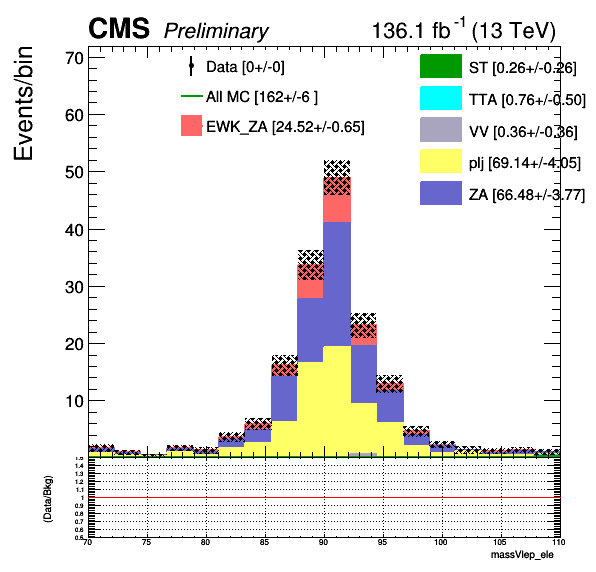 CMS Preliminary 136.1 fb-1 (13 TeV)
Events/bin
70
60
50
40
30
20
10
Data [0+/-0]
All MC [162+/-6 ]
EWK_ZA [24.52+/-0.65]
ST [0.26+/-0.26]
TTA [0.76+/-0.50]
VV [0.36+/-0.36]
plj [69.14+/-4.05]
ZA [66.48+/-3.77]
(Data/Bkg)
1.5
1.4
1.3
1.2
1.1
1
0.9
0.8
0.7
0.6
0.5
70 75 80 85 90 95 100 105 110
massVlep_ele